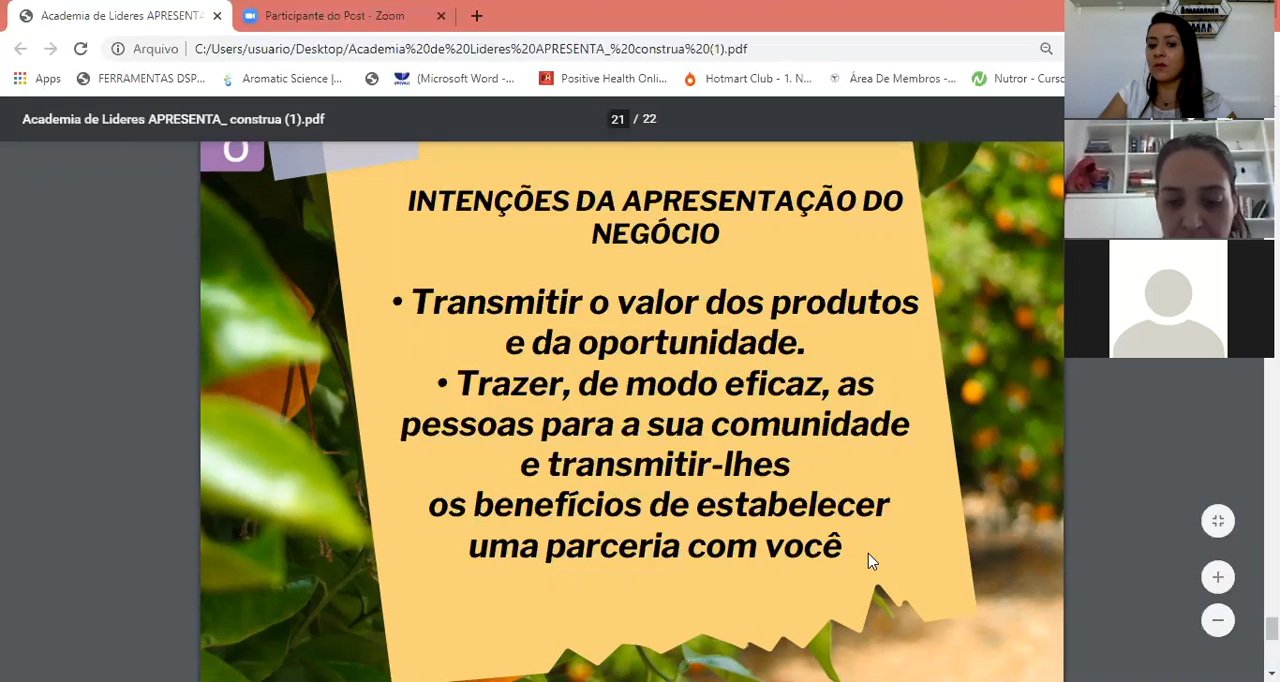 Academia de Lideres APRESENTA
Participante do Post - Zoom
Arquivo
C:/Users/usuario/Desktop/Academia%20de%20Lideres%20APRESENTA_%20construa%20(1).pdf
Apps
FERRAMENTAS DSP...
Aromatic Science |...
(Microsoft Word -...
Positive Health Onli...
Hotmart Club - 1. N...
Área De Membros -...
Nutror - Curso
Academia de Lideres APRESENTA_ construa (1).pdf
21 / 22
INTENÇÕES DA APRESENTAÇÃO DO
NEGÓCIO
• Transmitir o valor dos produtos
e da oportunidade.
• Trazer, de modo eficaz, as
pessoas para a sua comunidade
e transmitir-lhes
os benefícios de estabelecer
uma parceria com você